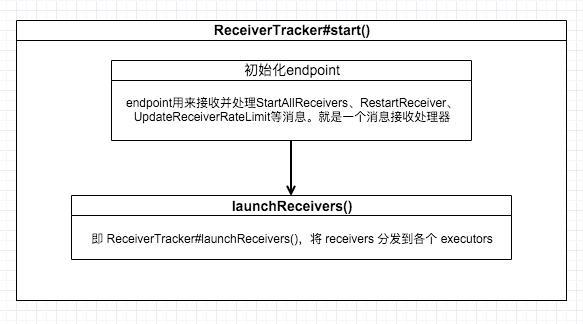 ReceiverTracker#start()
初始化endpoint
endpoint用来接收并处理StartAllReceivers、RestartReceiver、
UpdateReceiverRateLimit等消息。就是一个消息接收处理器
launchReceivers()
即 ReceiverTracker#launchReceivers()，将 receivers 分发到各个 executors